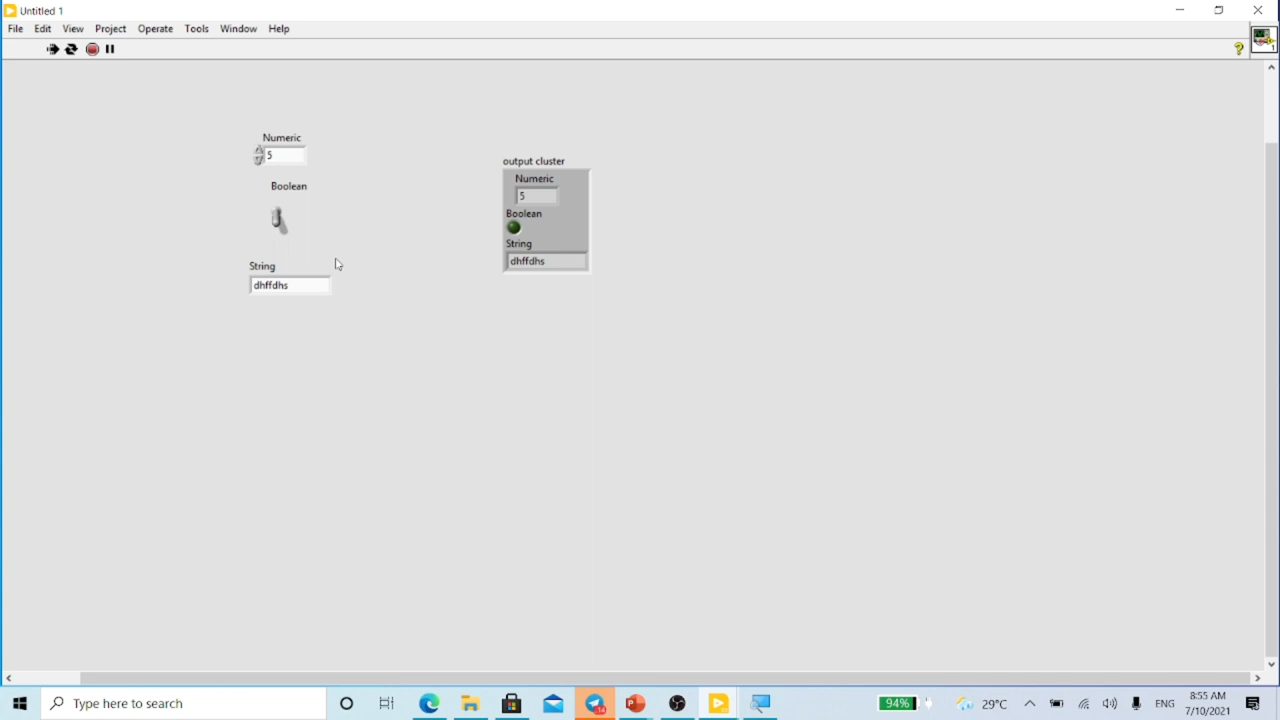 Untitled 1
File Edit View Project Operate Tools Window Help
?
1
Numeric
5
Boolean
String
dhffdhs
output cluster
Numeric
5
Boolean
String
dhffdhs
Type here to search
94%
29°C
ENG
8:55 AM
7/10/2021